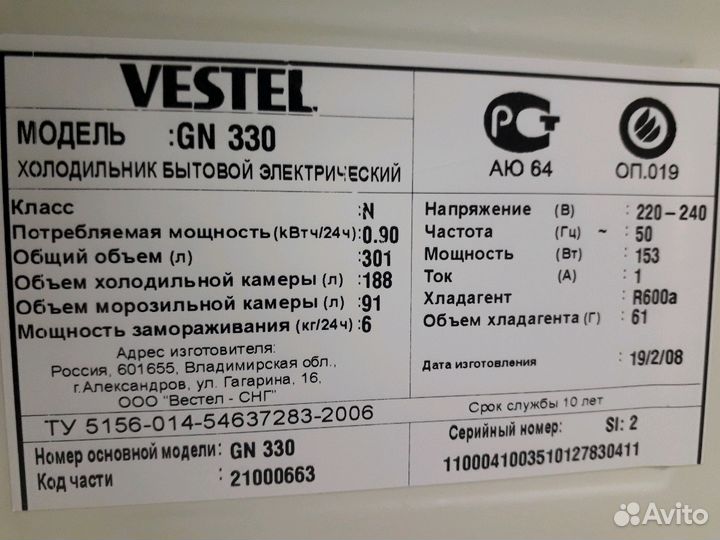 VESTEL
МОДЕЛЬ :GN 330
ХОЛОДИЛЬНИК БЫТОВОЙ ЭЛЕКТРИЧЕСКИЙ
РСТ
АЮ 64
ОП.019
Класс :N
Потребляемая мощность(кВтч/24ч) :0.90
Общий объем (л) :301
Объем холодильной камеры (л) :188
Объем морозильной камеры (л) :91
Мощность замораживания (кг/24ч) :6
Адрес изготовителя:
Россия, 601655, Владимирская обл.,
г.Александров, ул. Гагарина, 16,
ООО "Вестел - СНГ"
Напряжение (В) : 220-240
Частота (Гц) ~ : 50
Мощность (Вт) : 153
Ток (А) : 1
Хладагент : R600a
Объем хладагента(Г) : 61
Дата изготовления : 19/2/08
ТУ 5156-014-54637283-2006
Срок службы 10 лет
Номер основной модели: GN 330
Код части : 21000663
Серийный номер: SI: 2
1100041003510127830411
Avito